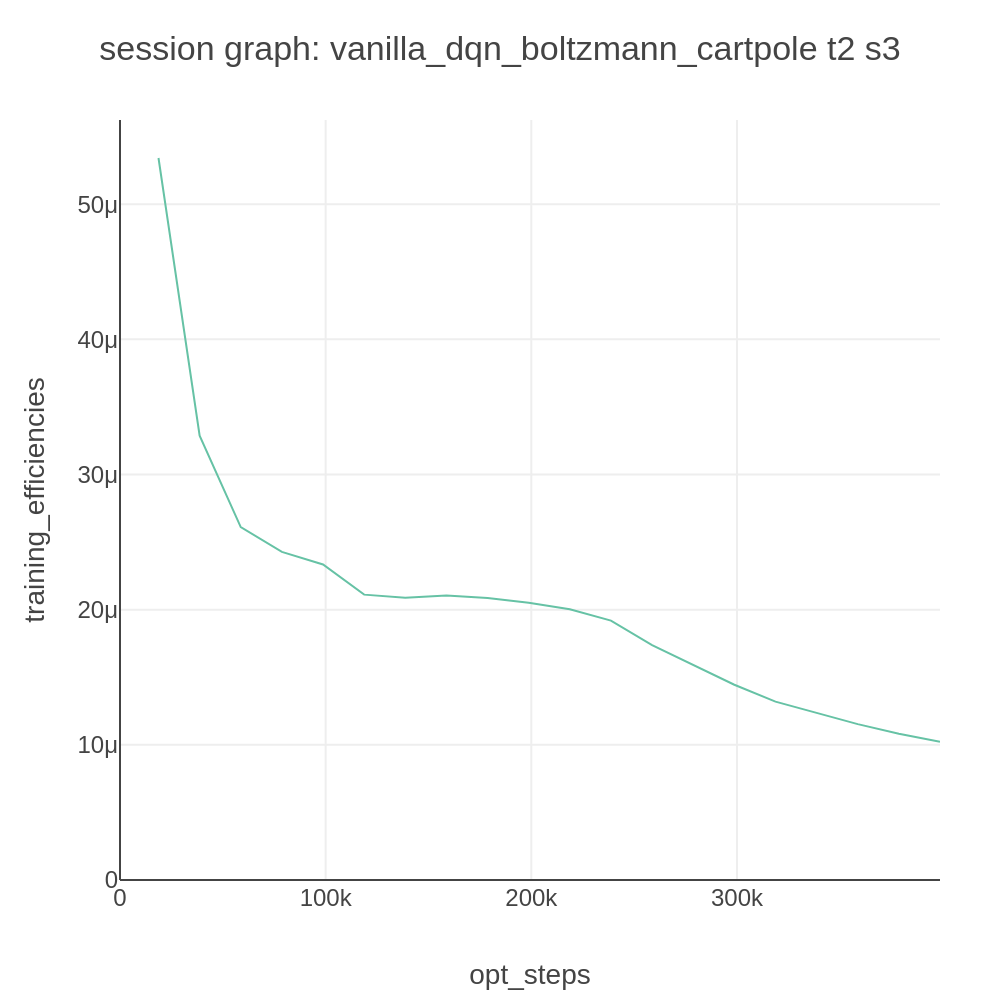 session graph: vanilla_dqn_boltzmann_cartpole t2 s3
training_efficiencies
50μ
40μ
30μ
20μ
10μ
0
0 100k 200k 300k
opt_steps